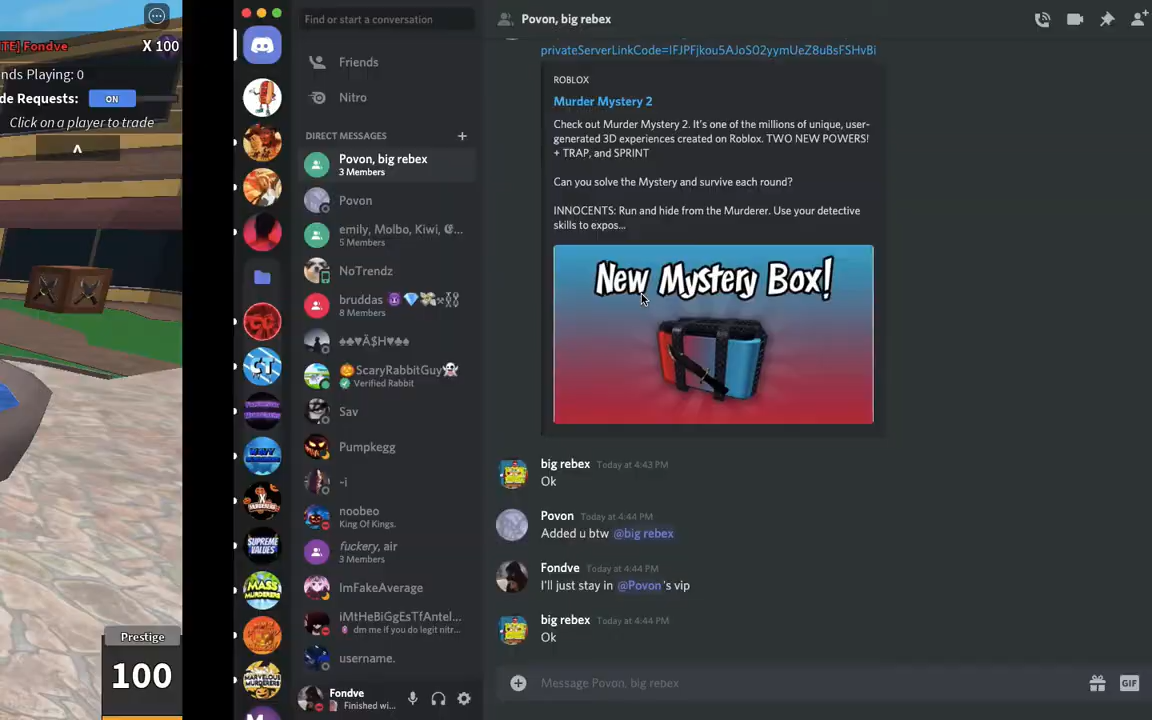 TE] Fondve
X 100
nds Playing: 0
de Requests:
ON
Click on a player to trade
^
Prestige
100
Find or start a conversation
Friends
Nitro
DIRECT MESSAGES
Povon, big rebex
3 Members
Povon
emily, Molbo, Kiwi,
5 Members
NoTrendz
bruddas
8 Members
♠♣♥Ä$H♥♣♠
🎃ScaryRabbitGuy👻
Verified Rabbit
Sav
Pumpkegg
-i
noobeo
King Of Kings.
fuckery, air
3 Members
ImFakeAverage
iMtHeBiGgEsTfAntel...
dm me if you do legit nitr...
username.
Fondve
Finished wi...
Povon, big rebex
privateServerLinkCode=IFJPFjkou5AJoS02yymUeZ8uBsFSHvBi
ROBLOX
Murder Mystery 2
Check out Murder Mystery 2. It's one of the millions of unique, user-
generated 3D experiences created on Roblox. TWO NEW POWERS!
+ TRAP, and SPRINT
Can you solve the Mystery and survive each round?
INNOCENTS: Run and hide from the Murderer. Use your detective
skills to expos...
New Mystery Box!
big rebex Today at 4:43 PM
Ok
Povon Today at 4:44 PM
Added u btw @big rebex
Fondve Today at 4:44 PM
I'll just stay in @Povon's vip
big rebex Today at 4:44 PM
Ok
Message Povon, big rebex
GIF